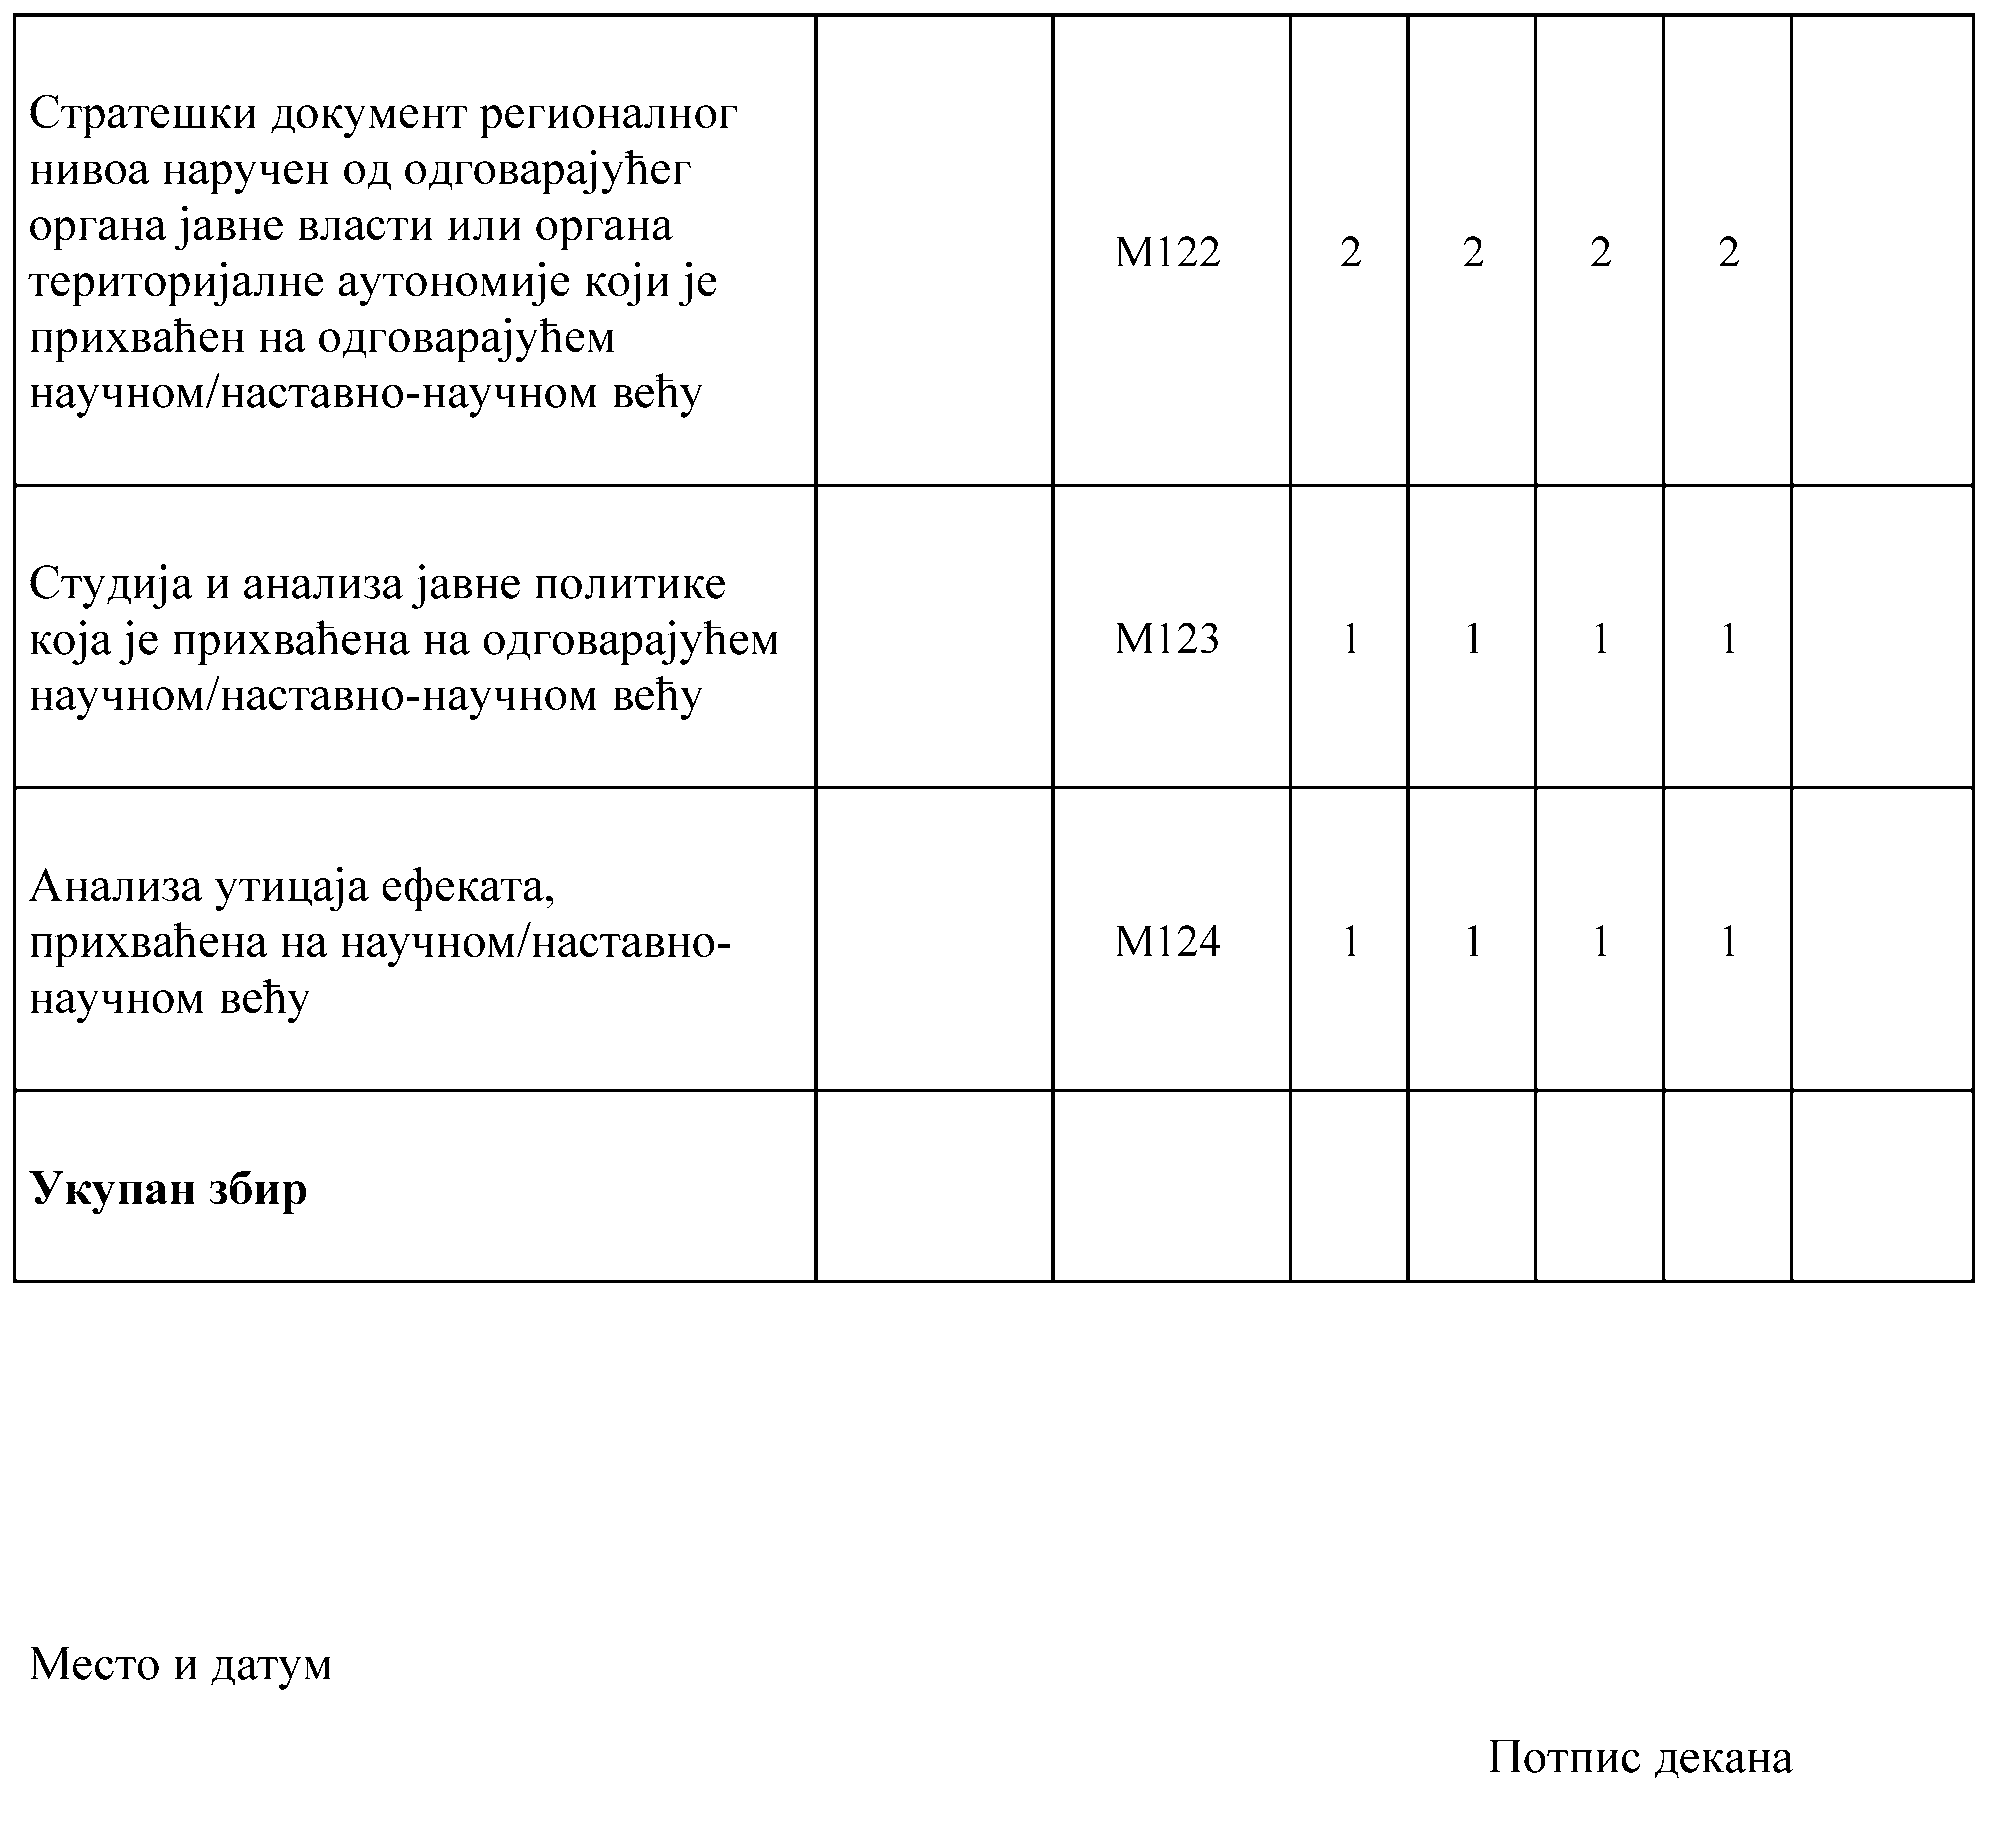 Стратешки документ регионалног
нивоа наручен од одговарајућег
органа јавне власти или органа
територијалне аутономије који је
прихваћен на одговарајућем
научном/наставно-научном већу
М122 2 2 2 2
Студија и анализа јавне политике
која је прихваћена на одговарајућем
научном/наставно-научном већу
М123 1 1 1 1
Анализа утицаја ефеката,
прихваћена на научном/наставно-
научном већу
М124 1 1 1 1
Укупан збир
Место и датум
Потпис декана